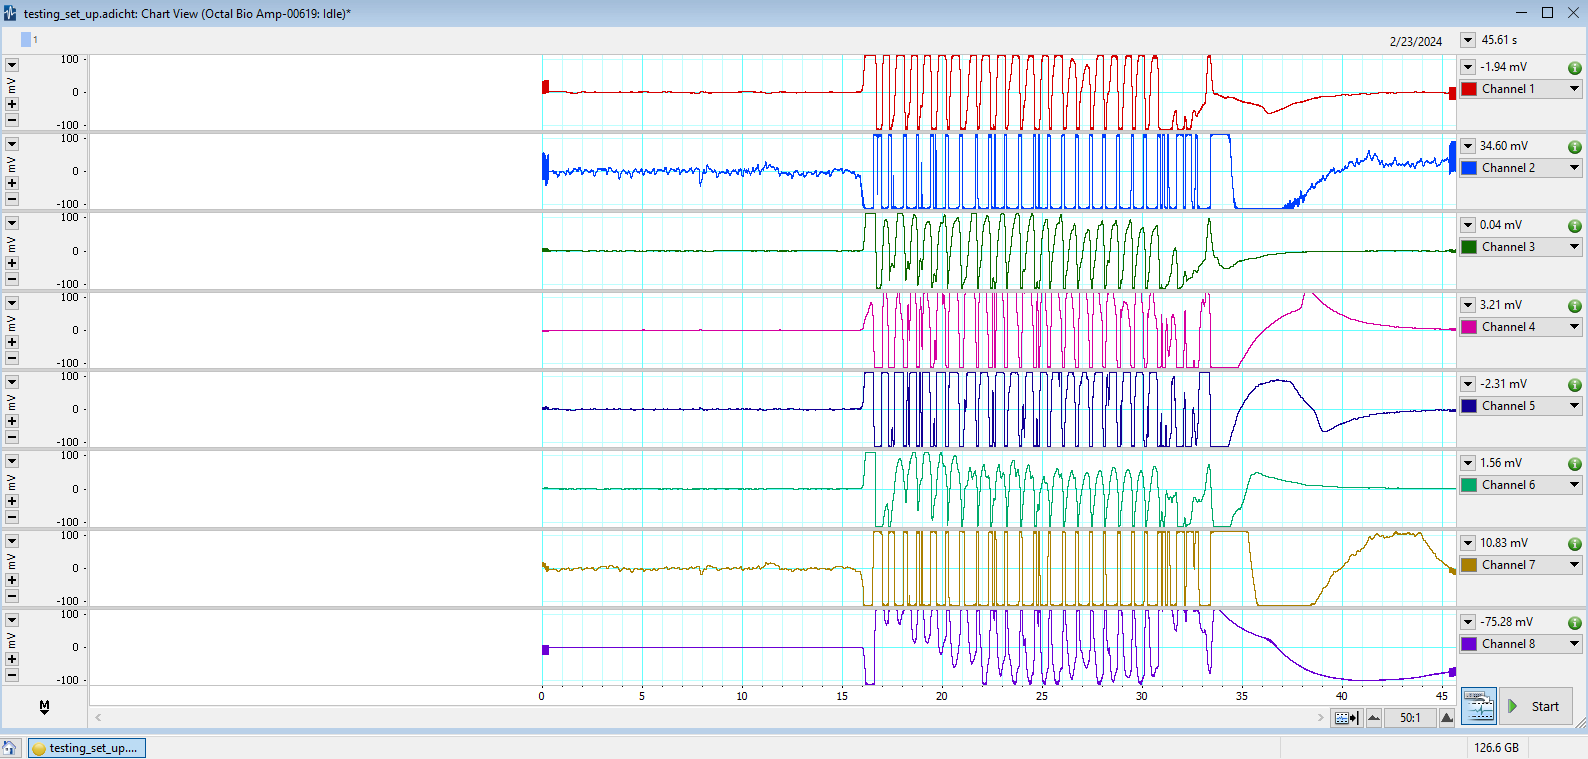 testing_set_up.adicht: Chart View (Octal Bio Amp-00619: Idle)*
1
2/23/2024
45.61 s
100
0
-100
mV
-1.94 mV
Channel 1
100
0
-100
mV
34.60 mV
Channel 2
100
0
-100
mV
0.04 mV
Channel 3
100
0
-100
mV
3.21 mV
Channel 4
100
0
-100
mV
-2.31 mV
Channel 5
100
0
-100
mV
1.56 mV
Channel 6
100
0
-100
mV
10.83 mV
Channel 7
100
0
-100
mV
-75.28 mV
Channel 8
0 5 10 15 20 25 30 35 40 45
M
50:1
Start
testing_set_up....
126.6 GB